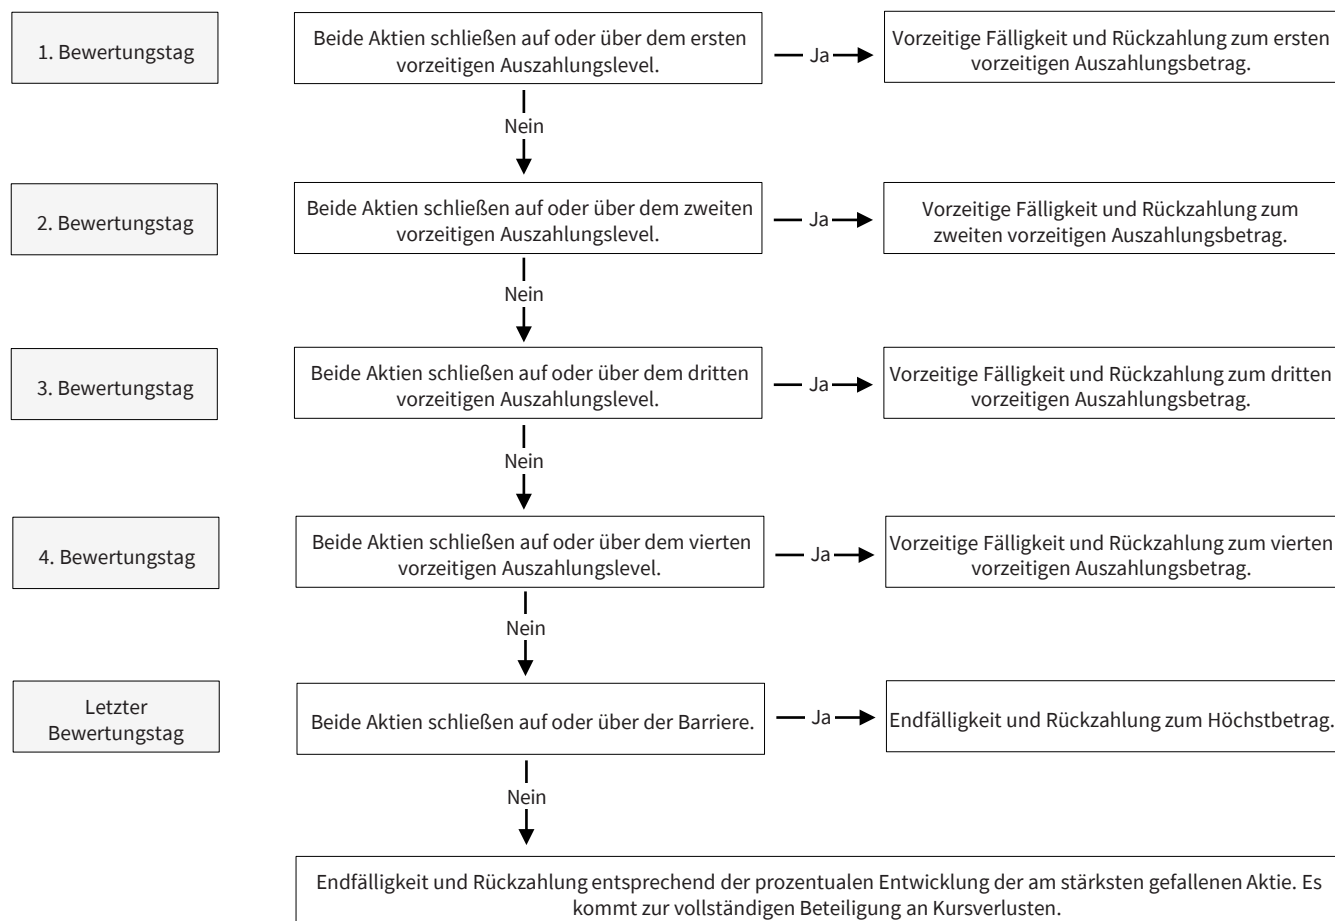 1. Bewertungstag
Beide Aktien schließen auf oder über dem ersten
vorzeitigen Auszahlungslevel.
Ja
Vorzeitige Fälligkeit und Rückzahlung zum ersten
vorzeitigen Auszahlungsbetrag.
Nein
2. Bewertungstag
Beide Aktien schließen auf oder über dem zweiten
vorzeitigen Auszahlungslevel.
Ja
Vorzeitige Fälligkeit und Rückzahlung zum
zweiten vorzeitigen Auszahlungsbetrag.
Nein
3. Bewertungstag
Beide Aktien schließen auf oder über dem dritten
vorzeitigen Auszahlungslevel.
Ja
Vorzeitige Fälligkeit und Rückzahlung zum dritten
vorzeitigen Auszahlungsbetrag.
Nein
4. Bewertungstag
Beide Aktien schließen auf oder über dem vierten
vorzeitigen Auszahlungslevel.
Ja
Vorzeitige Fälligkeit und Rückzahlung zum vierten
vorzeitigen Auszahlungsbetrag.
Nein
Letzter
Bewertungstag
Beide Aktien schließen auf oder über der Barriere.
Ja
Endfälligkeit und Rückzahlung zum Höchstbetrag.
Nein
Endfälligkeit und Rückzahlung entsprechend der prozentualen Entwicklung der am stärksten gefallenen Aktie. Es
kommt zur vollständigen Beteiligung an Kursverlusten.